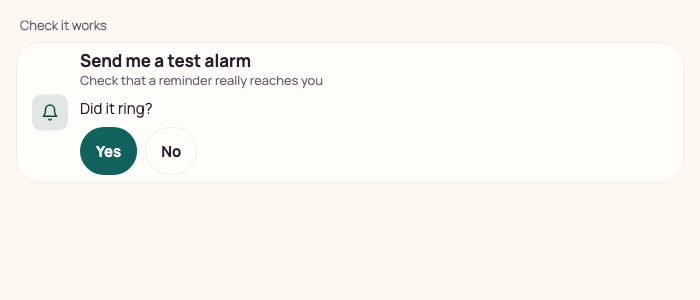 Check it works
Send me a test alarm
Check that a reminder really reaches you
Did it ring?
Yes
No